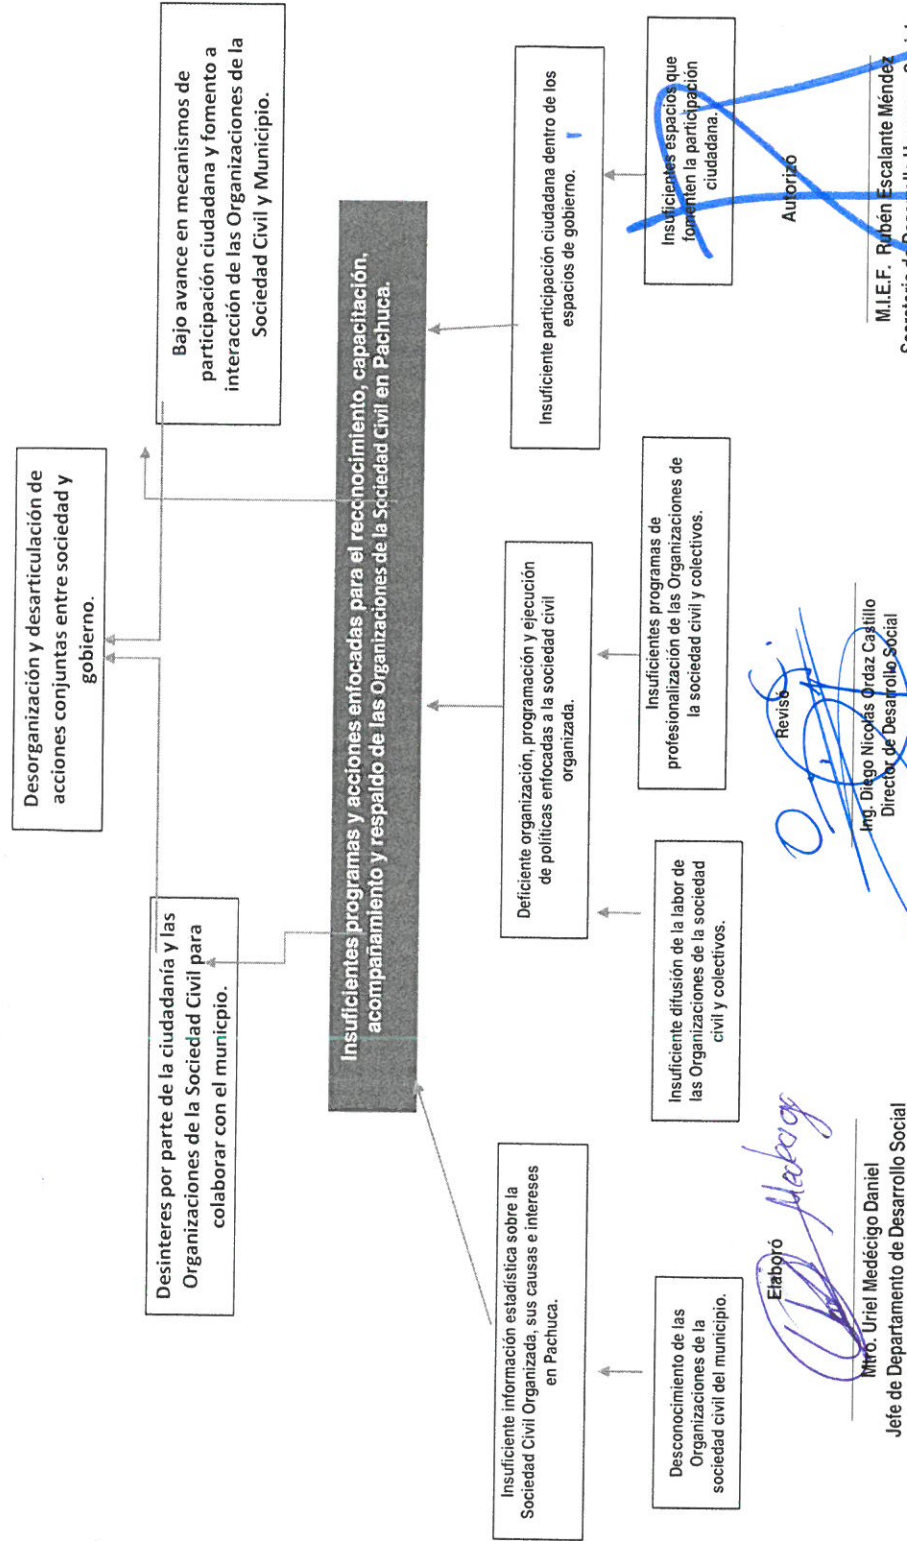 Desorganización y desarticulación de
acciones conjuntas entre sociedad y
gobierno.
Desinteres por parte de la ciudadanía y las
Organizaciones de la Sociedad Civil para
colaborar con el municpio.
Bajo avance en mecanismos de
participación ciudadana y fomento a
interacción de las Organizaciones de la
Sociedad Civil y Municipio.
Insuficientes programas y acciones enfocadas para el reconocimiento, capacitación,
acompañamiento y respaldo de las Organizaciones de la Sociedad Civil en Pachuca.
Insuficiente información estadística sobre la
Sociedad Civil Organizada, sus causas e intereses
en Pachuca.
Deficiente organización, programación y ejecución
de políticas enfocadas a la sociedad civil
organizada.
Insuficiente participación ciudadana dentro de los
espacios de gobierno.
Desconocimiento de las
Organizaciones de la
sociedad civil del municipio.
Insuficiente difusión de la labor de
las Organizaciones de la sociedad
civil y colectivos.
Insuficientes programas de
profesionalización de las Organizaciones de
la sociedad civil y colectivos.
Insuficientes espacios que
fomenten la participación
ciudadana.
Elaboró
Mtro. Uriel Medécigo Daniel
Jefe de Departamento de Desarrollo Social
Revisó
Ing. Diego Nicolás Ordaz Castillo
Director de Desarrollo Social
Autorizó
M.I.E.F. Rubén Escalante Méndez